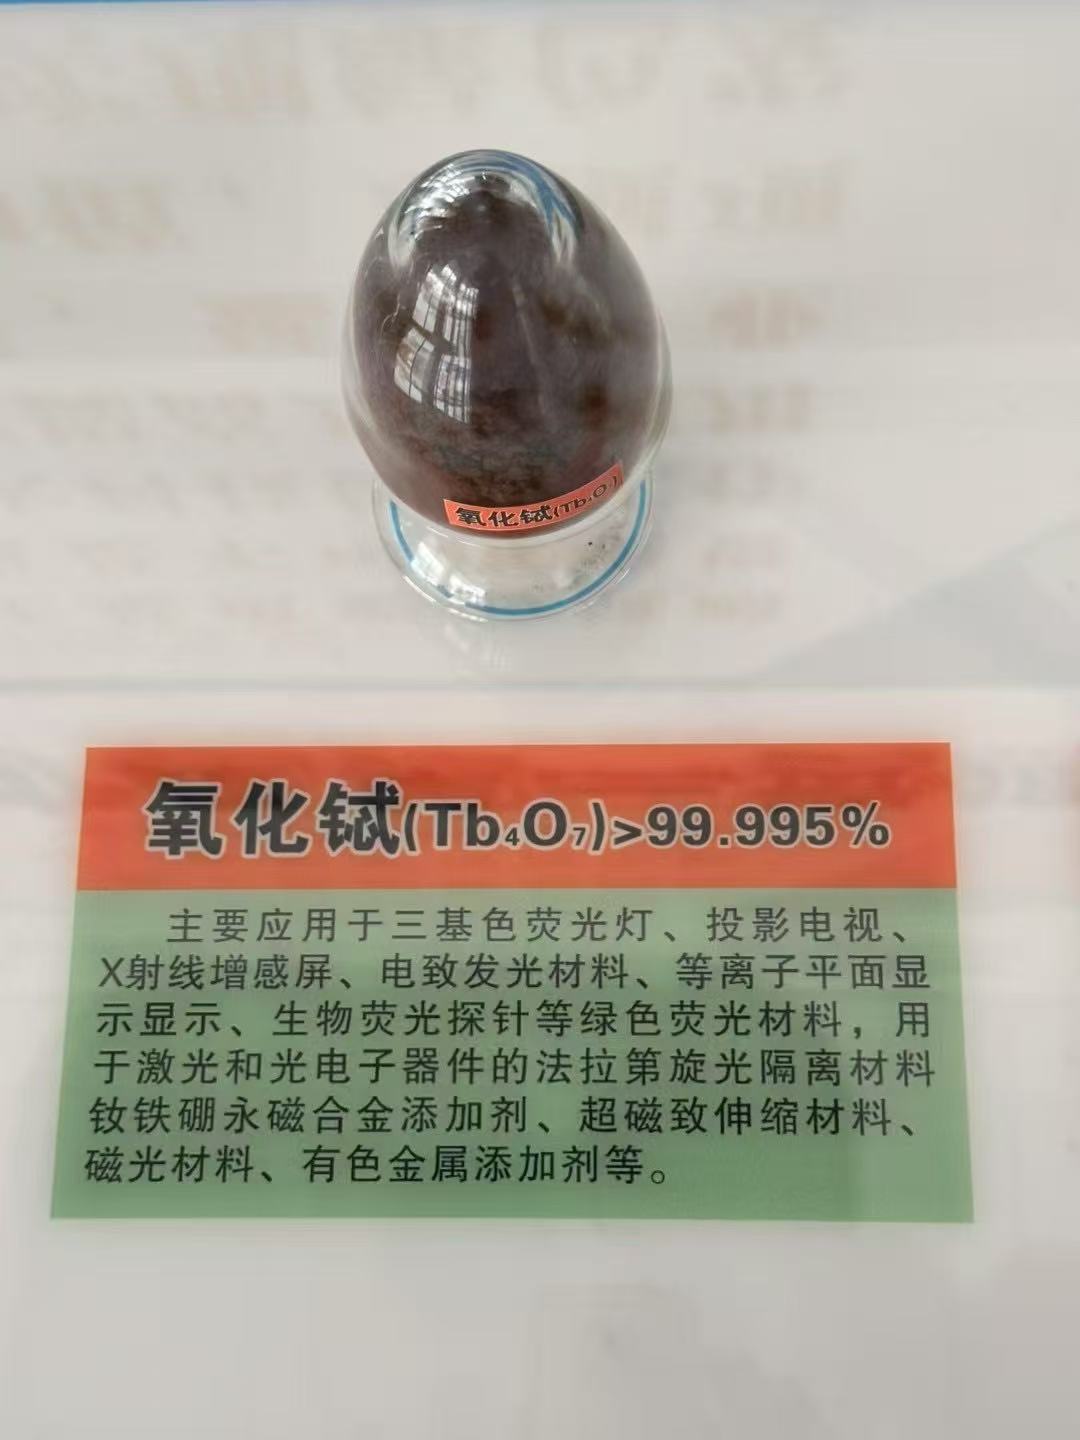 氧化铽(Tb₄O₇)
氧化铽(Tb₄O₇)>99.995%
主要应用于三基色荧光灯、投影电视、
X射线增感屏、电致发光材料、等离子平面显
示显示、生物荧光探针等绿色荧光材料，用
于激光和光电子器件的法拉第旋光隔离材料
钕铁硼永磁合金添加剂、超磁致伸缩材料、
磁光材料、有色金属添加剂等。